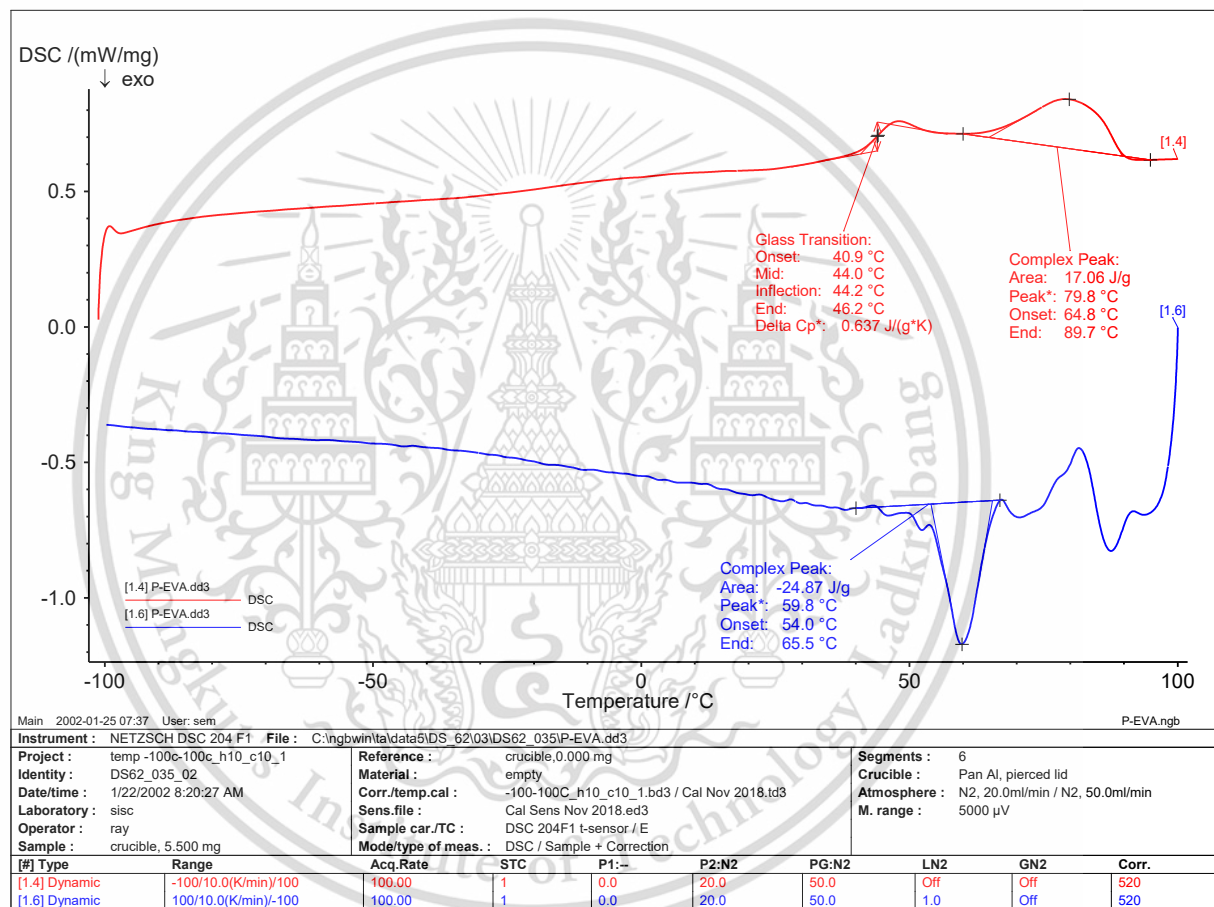 DSC /(mW/mg)
↓ exo
0.5
0.0
-0.5
-1.0
-100
-50
0
50
100
Temperature /°C
[1.4]
[1.6]
Glass Transition:
Onset: 40.9 °C
Mid: 44.0 °C
Inflection: 44.2 °C
End: 46.2 °C
Delta Cp*: 0.637 J/(g*K)
Complex Peak:
Area: 17.06 J/g
Peak*: 79.8 °C
Onset: 64.8 °C
End: 89.7 °C
Complex Peak:
Area: -24.87 J/g
Peak*: 59.8 °C
Onset: 54.0 °C
End: 65.5 °C
[1.4] P-EVA.dd3
DSC
[1.6] P-EVA.dd3
DSC
King Mongkut's Institute of Technology Ladkrabang
Main 2002-01-25 07:37 User: sem P-EVA.ngb
Instrument : NETZSCH DSC 204 F1 File : C:\ngbwin\ta\data5\DS_62\03\DS62_035\P-EVA.dd3
Project : temp -100c-100c_h10_c10_1 Reference : crucible,0.000 mg Segments : 6
Identity : DS62_035_02 Material : empty Crucible : Pan Al, pierced lid
Date/time : 1/22/2002 8:20:27 AM Corr./temp.cal : -100-100C_h10_c10_1.bd3 / Cal Nov 2018.td3 Atmosphere : N2, 20.0ml/min / N2, 50.0ml/min
Laboratory : sisc Sens.file : Cal Sens Nov 2018.ed3 M. range : 5000 µV
Operator : ray Sample car./TC : DSC 204F1 t-sensor / E
Sample : crucible, 5.500 mg Mode/type of meas. : DSC / Sample + Correction
[#] Type Range Acq.Rate STC P1:-- P2:N2 PG:N2 LN2 GN2 Corr.
[1.4] Dynamic -100/10.0(K/min)/100 100.00 1 0.0 20.0 50.0 Off Off 520
[1.6] Dynamic 100/10.0(K/min)/-100 100.00 1 0.0 20.0 50.0 1.0 Off 520